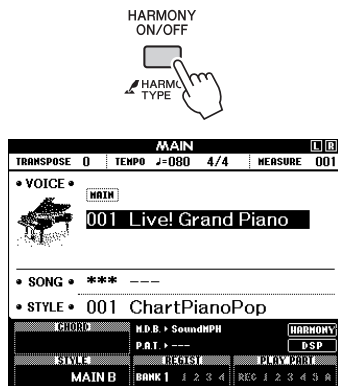 HARMONY
ON/OFF
HARMO
TYPE
MAIN L R
TRANSPOSE 0 TEMPO ♩=080 4/4 MEASURE 001
• VOICE •
MAIN
001 Live! Grand Piano
• SONG • *** ---
• STYLE • 001 ChartPianoPop
CHORD M.D.B. ▸ SoundMPH HARMONY
P.A.T. ▸ --- DSP
STYLE REGIST PLAY PART
MAIN B BANK 1 1 2 3 4 REC 1 2 3 4 5 A